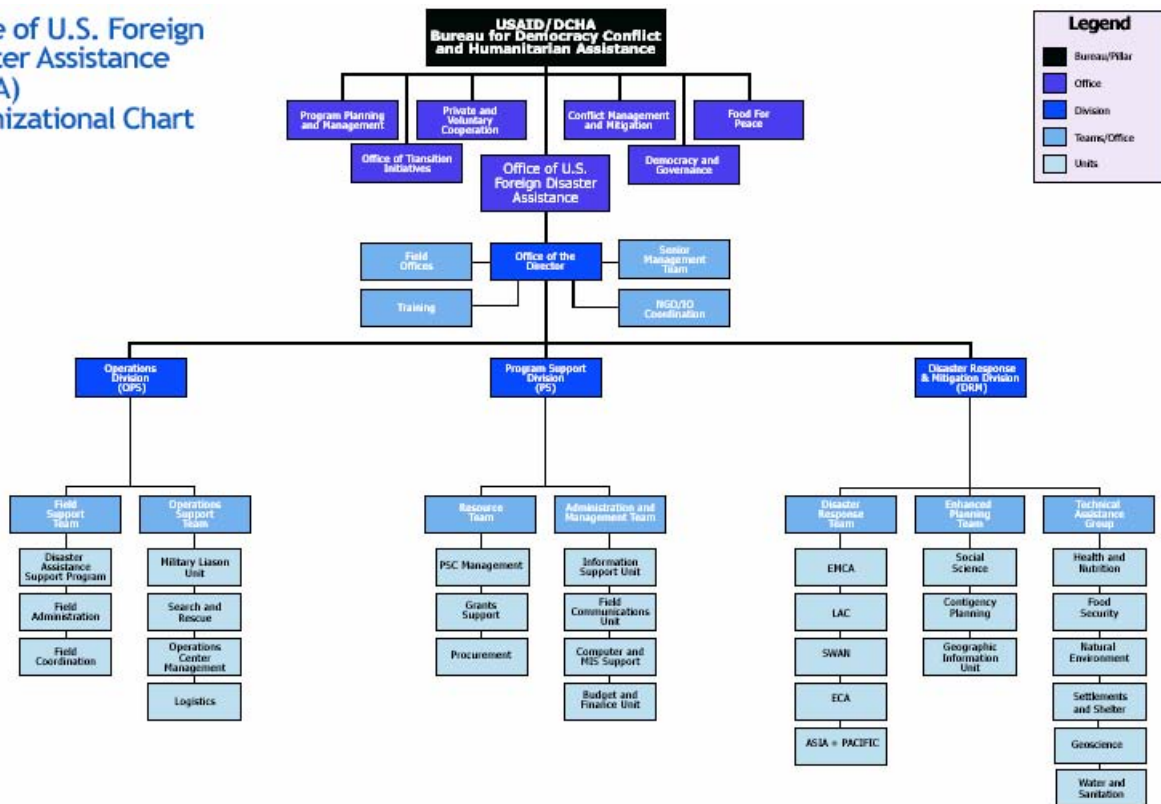 e of U.S. Foreign
ter Assistance
A)
nizational Chart
USAID/DCHA
Bureau for Democracy Conflict
and Humanitarian Assistance
Legend
Bureau/Pillar
Office
Division
Teams/Office
Units
Program Planning
and Management
Private and
Voluntary
Cooperation
Conflict Management
and Mitigation
Food For
Peace
Office of Transition
Initiatives
Office of U.S.
Foreign Disaster
Assistance
Democracy and
Governance
Field
Offices
Office of the
Director
Senior
Management
Team
Training
NGO/IO
Coordination
Operations
Division
(OPS)
Program Support
Division
(PS)
Disaster Response
& Mitigation Division
(DRM)
Field
Support
Team
Operations
Support
Team
Resource
Team
Administration and
Management Team
Disaster
Response
Team
Enhanced
Planning
Team
Technical
Assistance
Group
Disaster
Assistance
Support Program
Field
Administration
Field
Coordination
Military Liason
Unit
Search and
Rescue
Operations
Center
Management
Logistics
PSC Management
Grants
Support
Procurement
Information
Support Unit
Field
Communications
Unit
Computer and
MIS Support
Budget and
Finance Unit
EMCA
LAC
SWAN
ECA
ASIA + PACIFIC
Social
Science
Contigency
Planning
Geographic
Information
Unit
Health and
Nutrition
Food
Security
Natural
Environment
Settlements
and Shelter
Geoscience
Water and
Sanitation